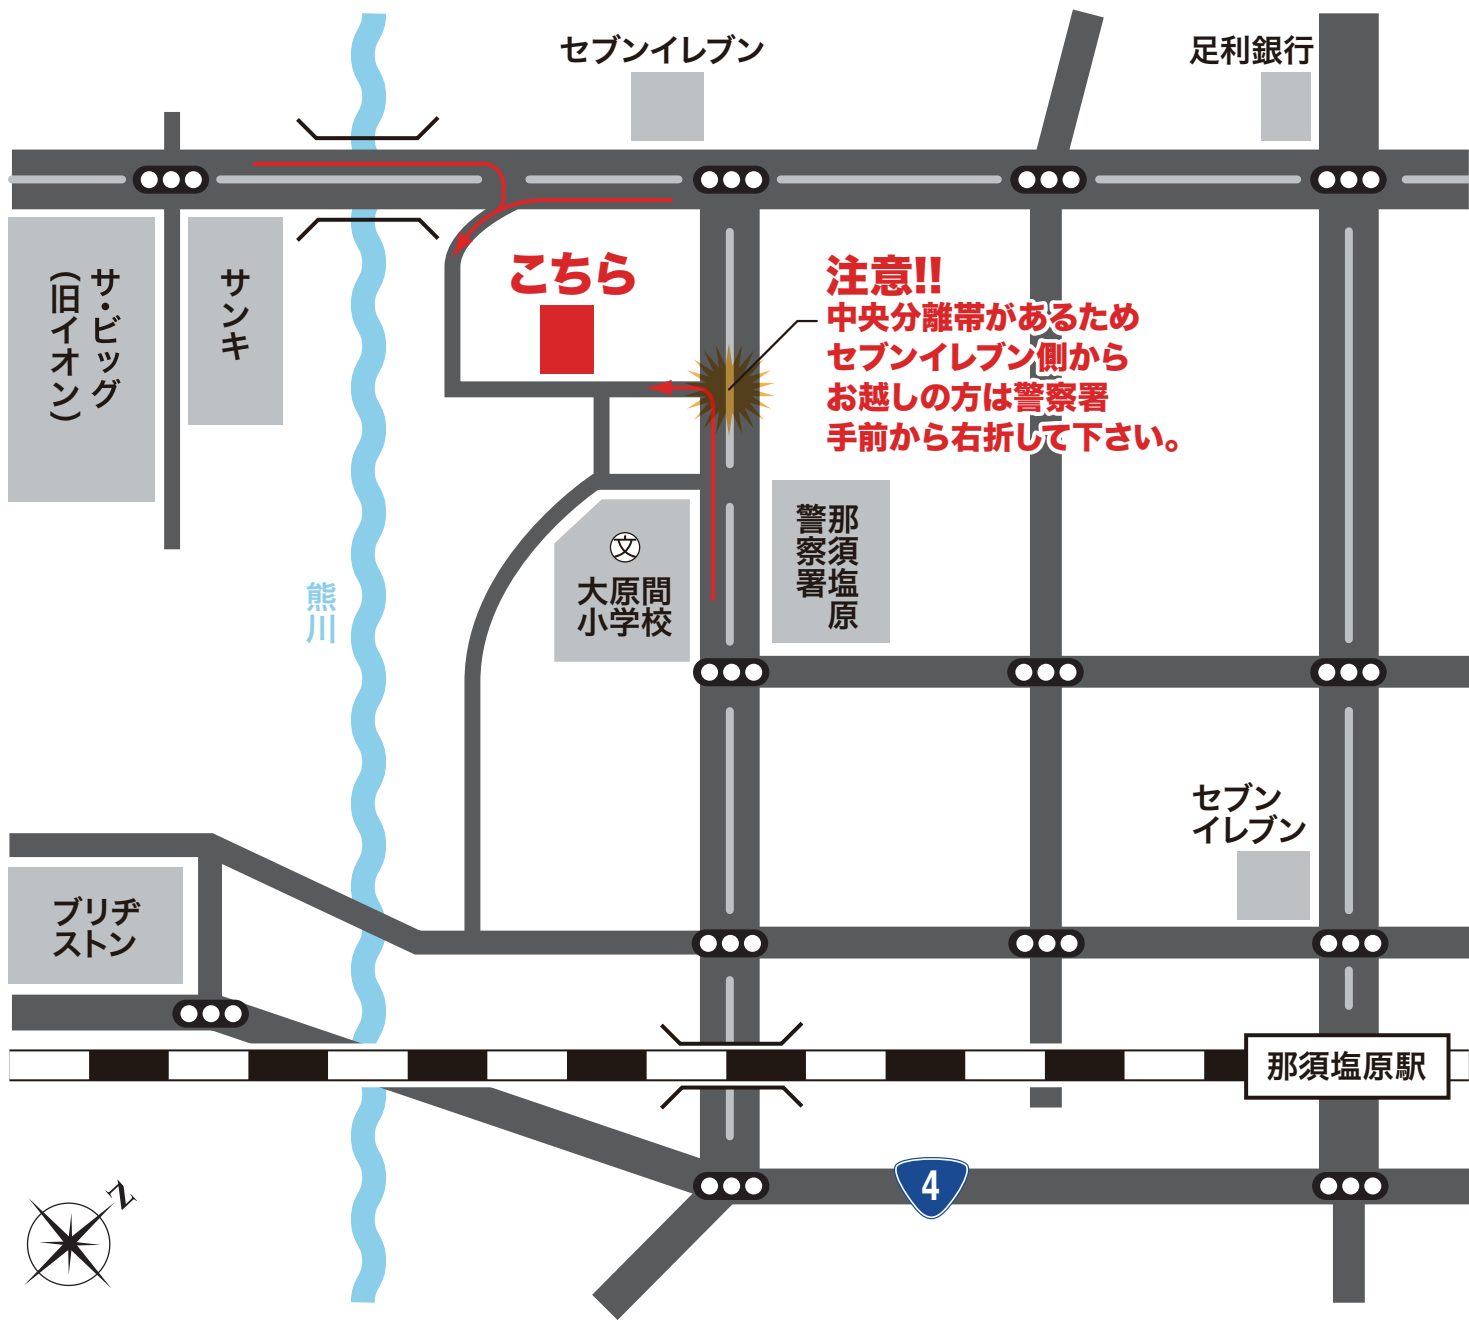 セブンイレブン
足利銀行
サ・ビッグ
(旧イオン)
サンキ
こちら
注意!!
中央分離帯があるため
セブンイレブン側から
お越しの方は警察署
手前から右折して下さい。
那須塩原
警察署
文
大原間
小学校
熊川
セブン
イレブン
ブリヂ
ストン
那須塩原駅
4
N